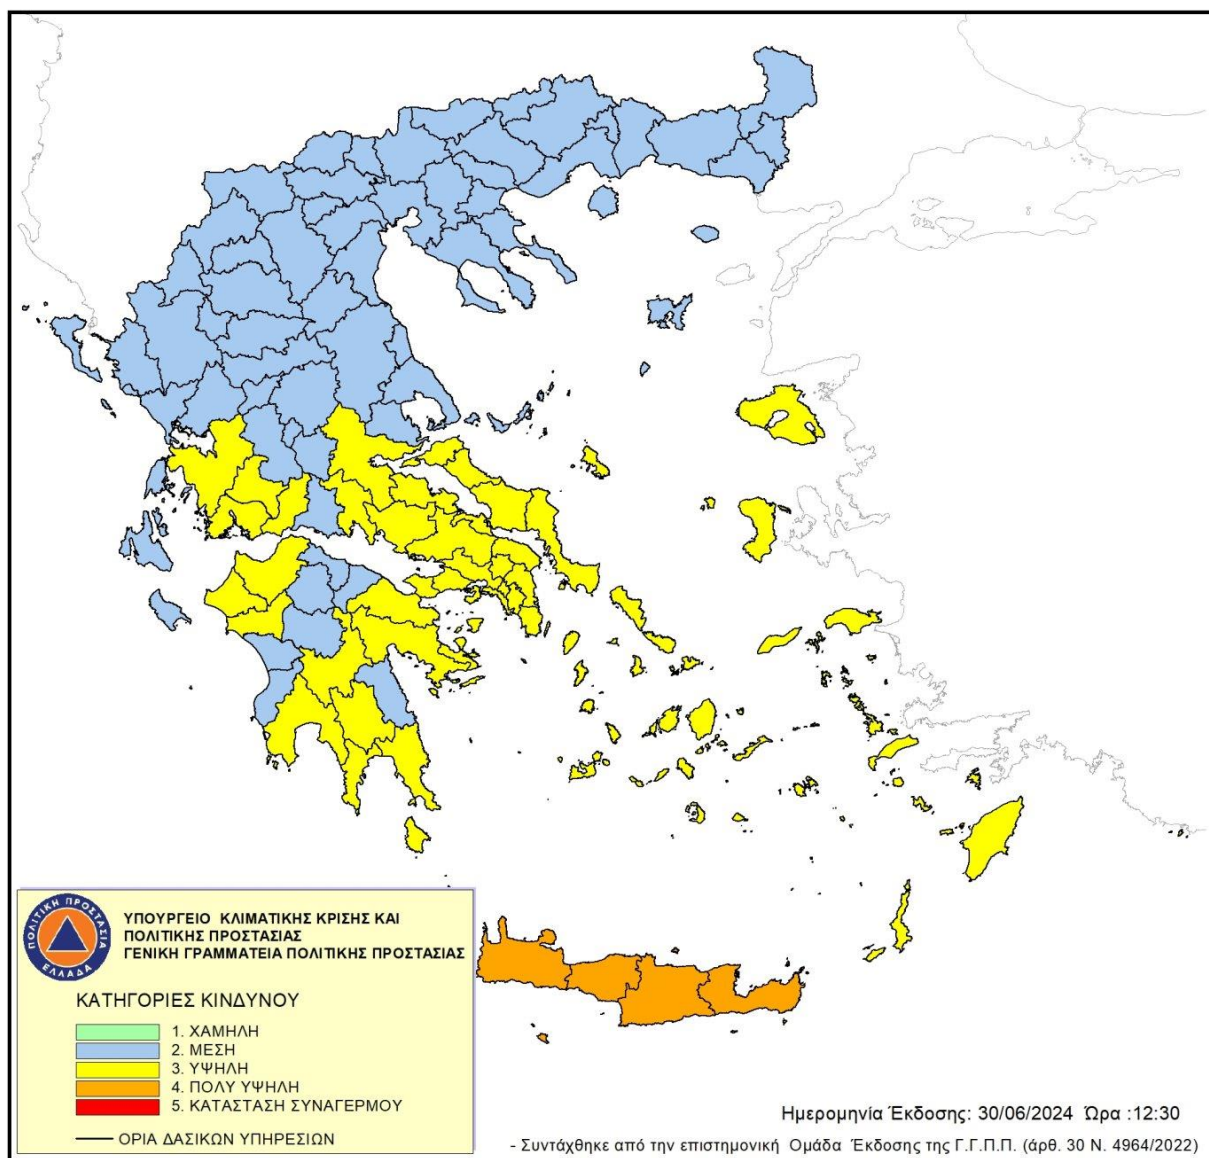 ΠΟΛΙΤΙΚΗ ΠΡΟΣΤΑΣΙΑ
ΕΛΛΑΔΑ
ΥΠΟΥΡΓΕΙΟ ΚΛΙΜΑΤΙΚΗΣ ΚΡΙΣΗΣ ΚΑΙ
ΠΟΛΙΤΙΚΗΣ ΠΡΟΣΤΑΣΙΑΣ
ΓΕΝΙΚΗ ΓΡΑΜΜΑΤΕΙΑ ΠΟΛΙΤΙΚΗΣ ΠΡΟΣΤΑΣΙΑΣ
ΚΑΤΗΓΟΡΙΕΣ ΚΙΝΔΥΝΟΥ
1. ΧΑΜΗΛΗ
2. ΜΕΣΗ
3. ΥΨΗΛΗ
4. ΠΟΛΥ ΥΨΗΛΗ
5. ΚΑΤΑΣΤΑΣΗ ΣΥΝΑΓΕΡΜΟΥ
ΟΡΙΑ ΔΑΣΙΚΩΝ ΥΠΗΡΕΣΙΩΝ
Ημερομηνία Έκδοσης: 30/06/2024 Ώρα :12:30
- Συντάχθηκε από την επιστημονική Ομάδα Έκδοσης της Γ.Γ.Π.Π. (άρθ. 30 Ν. 4964/2022)